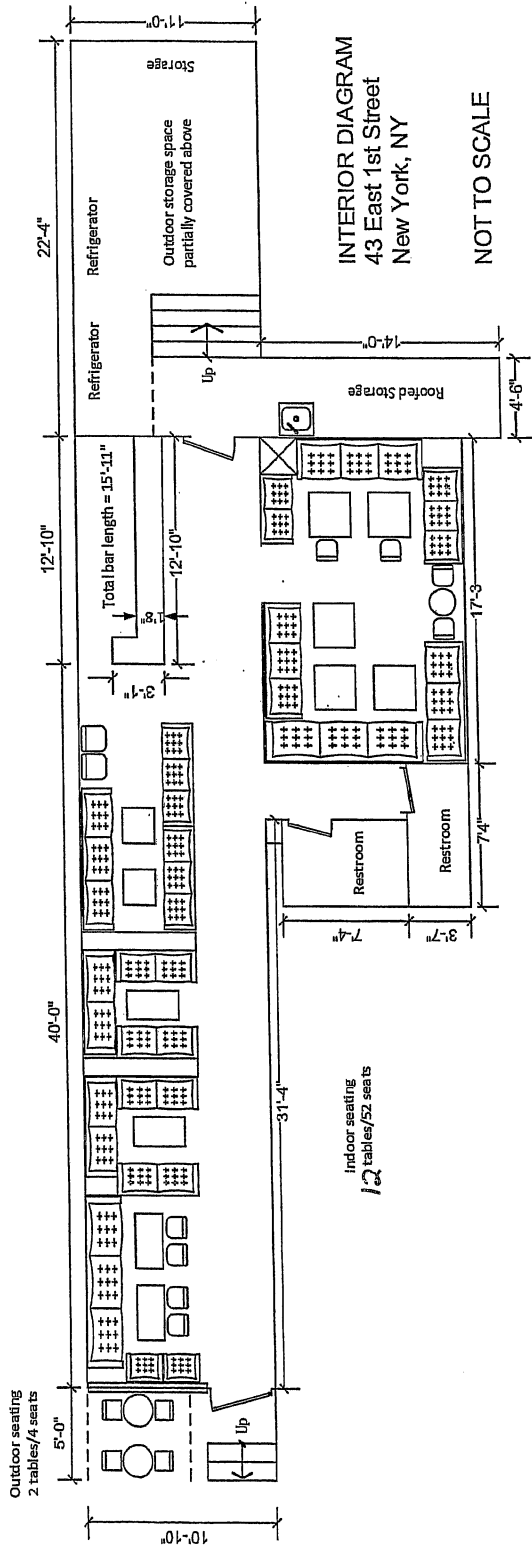 Outdoor seating
2 tables/4 seats
5'-0"
10'-10"
Up
40'-0"
31'-4"
Indoor seating
12 tables/52 seats
12'-10"
Total bar length = 15'-11"
3'-1"
1'8"
12'-10"
Restroom
Restroom
7'-4"
3'-7"
7'4"
17'-3
22'-4"
11'-0"
Refrigerator
Refrigerator
Storage
Outdoor storage space
partially covered above
Up
14'-0"
Roofed Storage
4'-6"
INTERIOR DIAGRAM
43 East 1st Street
New York, NY
NOT TO SCALE